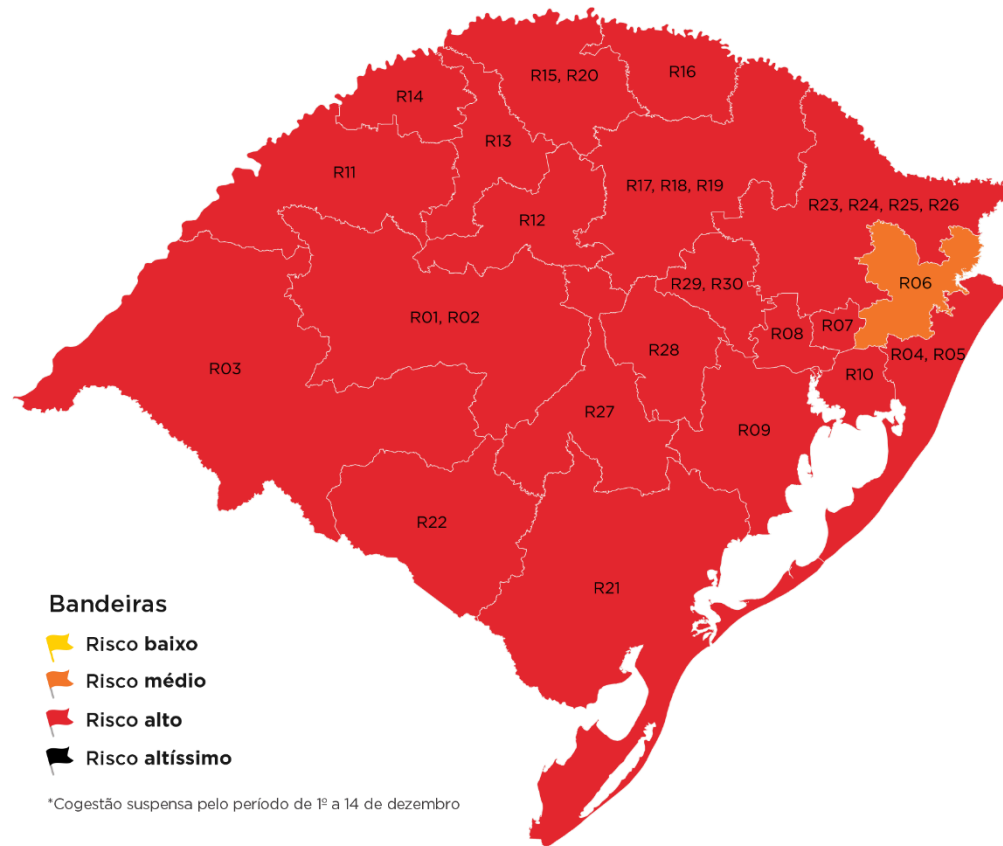 R15, R20
R16
R14
R13
R11
R17, R18, R19
R23, R24, R25, R26
R12
R06
R29, R30
R01, R02
R07
R08
R28
R04, R05
R03
R10
R27
R09
R22
R21
Bandeiras
Risco baixo
Risco médio
Risco alto
Risco altíssimo
*Cogestão suspensa pelo período de 1º a 14 de dezembro